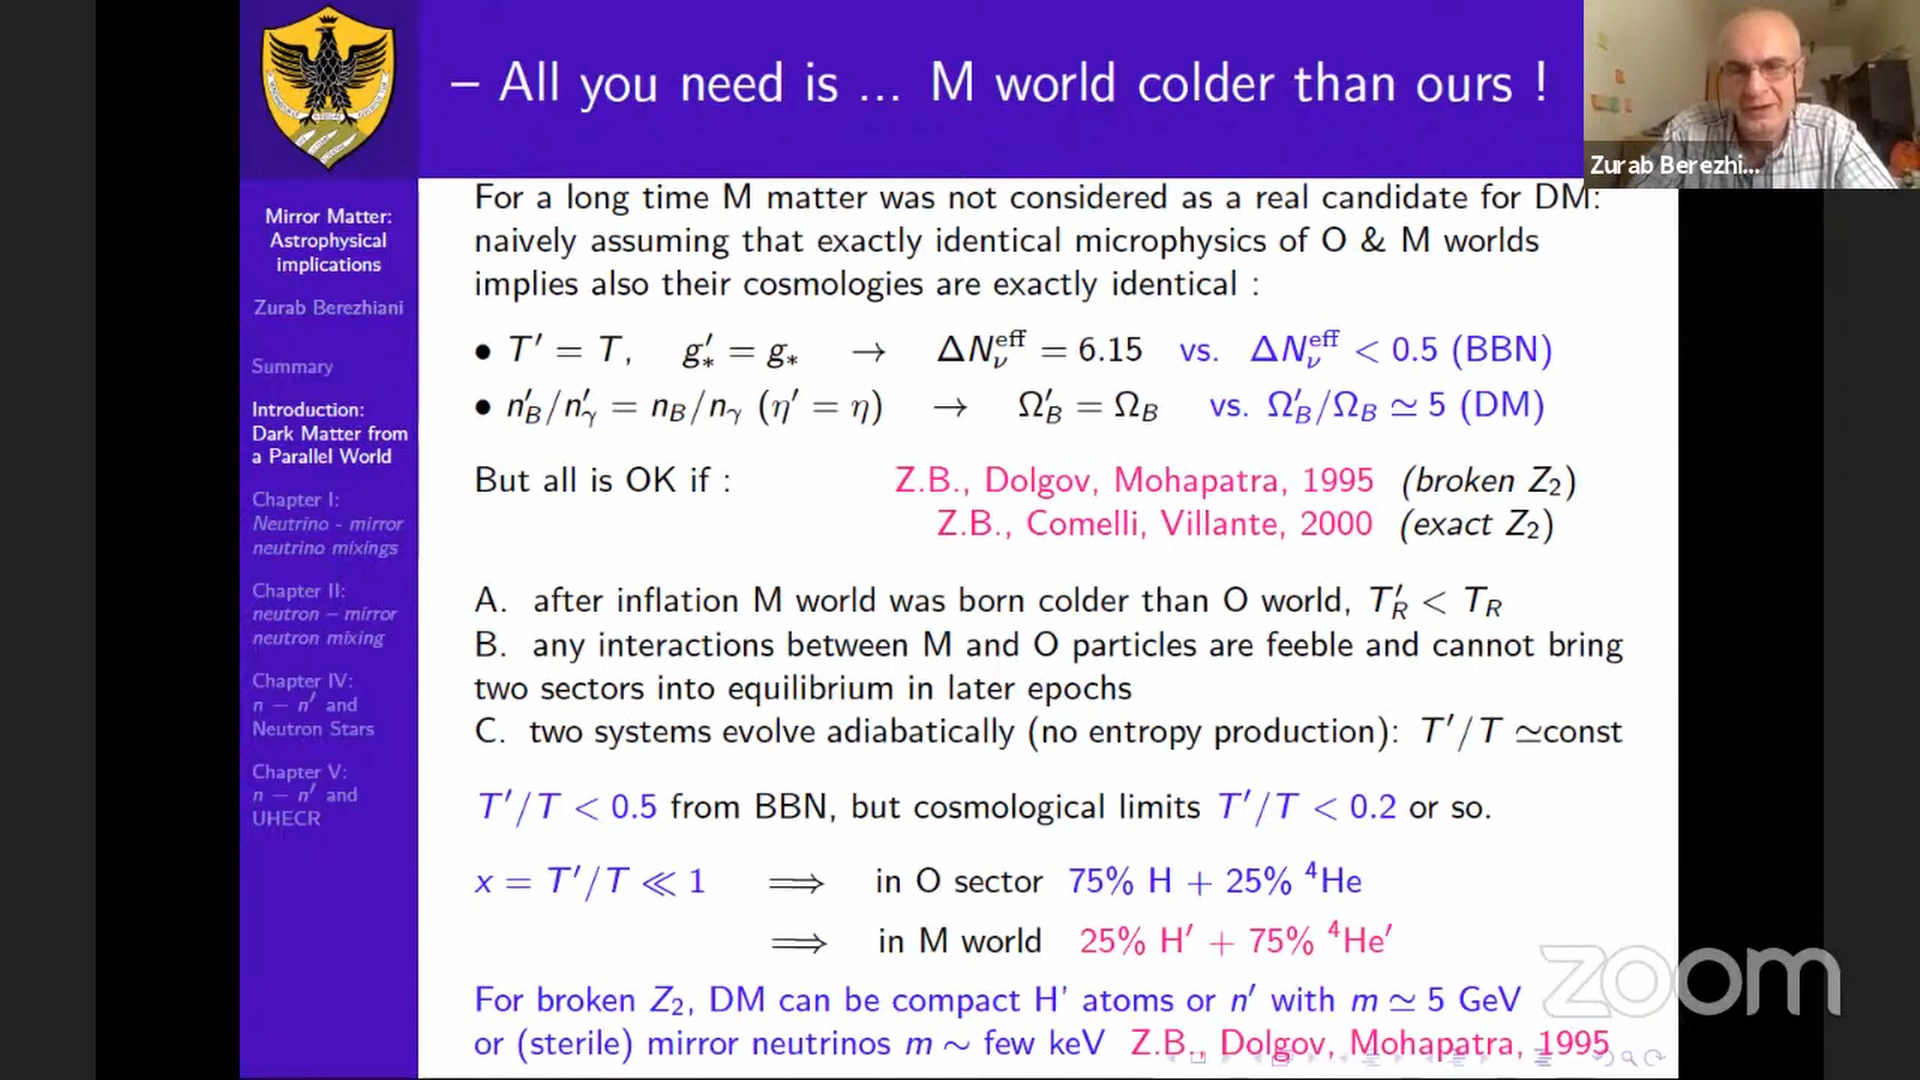 – All you need is ... M world colder than ours !
Zurab Berezhi...
Mirror Matter:
Astrophysical
implications
Zurab Berezhiani
Summary
Introduction:
Dark Matter from
a Parallel World
Chapter I:
Neutrino - mirror
neutrino mixings
Chapter II:
neutron – mirror
neutron mixing
Chapter IV:
n − n′ and
Neutron Stars
Chapter V:
n − n′ and
UHECR
For a long time M matter was not considered as a real candidate for DM:
naively assuming that exactly identical microphysics of O & M worlds
implies also their cosmologies are exactly identical :
• T′ = T, g′∗ = g∗ → ΔN_ν^eff = 6.15 vs. ΔN_ν^eff < 0.5 (BBN)
• n′_B/n′_γ = n_B/n_γ (η′ = η) → Ω′_B = Ω_B vs. Ω′_B/Ω_B ≃ 5 (DM)
But all is OK if : Z.B., Dolgov, Mohapatra, 1995 (broken Z₂)
Z.B., Comelli, Villante, 2000 (exact Z₂)
A. after inflation M world was born colder than O world, T′_R < T_R
B. any interactions between M and O particles are feeble and cannot bring
two sectors into equilibrium in later epochs
C. two systems evolve adiabatically (no entropy production): T′/T ≃const
T′/T < 0.5 from BBN, but cosmological limits T′/T < 0.2 or so.
x = T′/T ≪ 1 ⟹ in O sector 75% H + 25% ⁴He
⟹ in M world 25% H′ + 75% ⁴He′
For broken Z₂, DM can be compact H' atoms or n′ with m ≃ 5 GeV
or (sterile) mirror neutrinos m ∼ few keV Z.B., Dolgov, Mohapatra, 1995
zoom